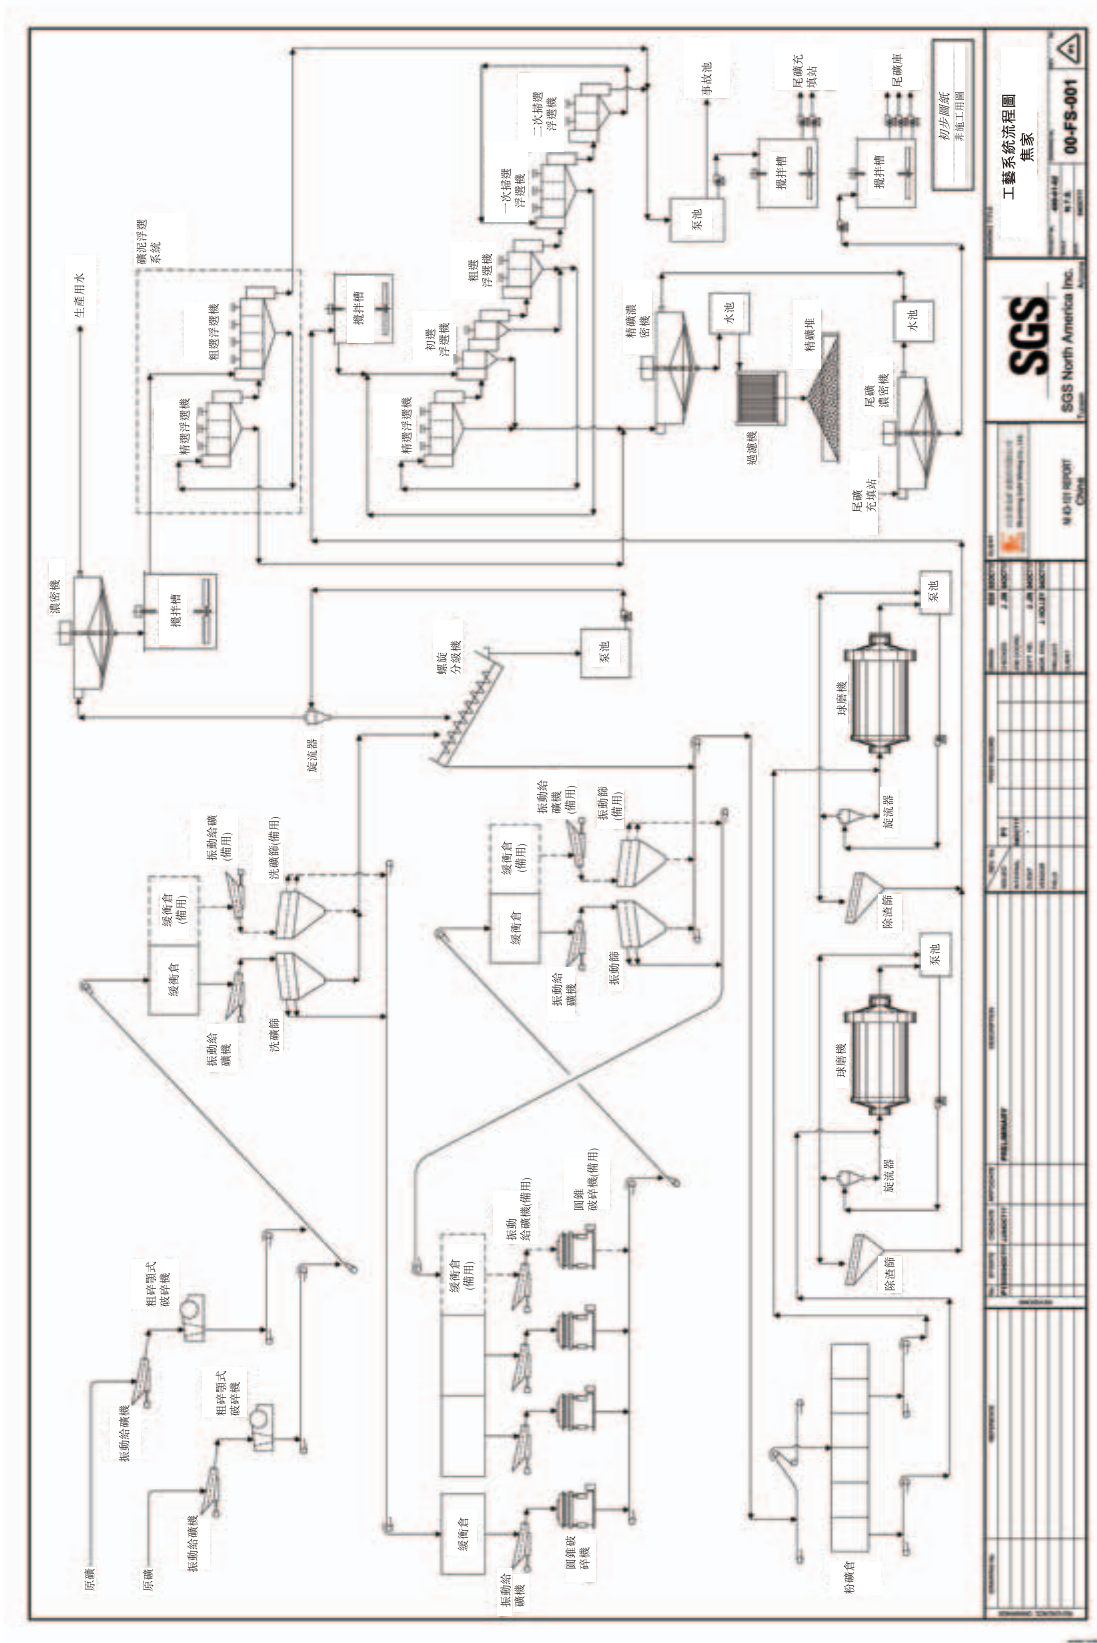 原礦
原礦
振動給礦機
振動給礦機
粗碎顎式
破碎機
粗碎顎式
破碎機
緩衝倉
緩衝倉
(備用)
振動給
礦機
振動給礦
(備用)
洗礦篩
洗礦篩(備用)
濃密機
生產用水
攪拌槽
旋流器
螺旋
分級機
泵池
礦泥浮選
系統
精選浮選機
粗選浮選機
攪拌槽
精選浮選機
初選
浮選機
粗選
浮選機
一次掃選
浮選機
二次掃選
浮選機
緩衝倉
緩衝倉
(備用)
振動給
礦機
振動
給礦機(備用)
圓錐破
碎機
圓錐
破碎機(備用)
緩衝倉
緩衝倉
(備用)
振動給
礦機
振動給
礦機
(備用)
振動篩
振動篩
(備用)
粉礦倉
除渣篩
旋流器
球磨機
泵池
除渣篩
旋流器
球磨機
泵池
精礦濃
密機
水池
過濾機
精礦堆
尾礦
充填站
尾礦
濃密機
水池
泵池
事故池
攪拌槽
尾礦充
填站
攪拌槽
尾礦庫
初步圖紙
非施工用圖
工藝系統流程圖
焦家
00-FS-001
SGS
SGS North America Inc.
Tucson
Arizona
NI 43-101 REPORT
China
PRELIMINARY